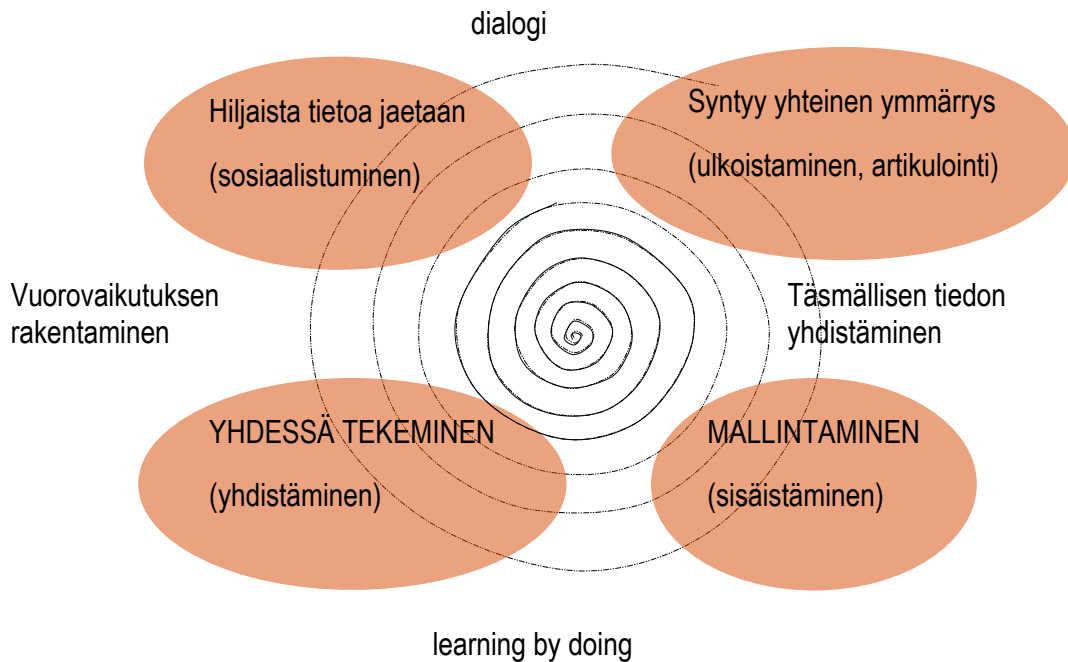 dialogi
Hiljaista tietoa jaetaan
(sosiaalistuminen)
Syntyy yhteinen ymmärrys
(ulkoistaminen, artikulointi)
Vuorovaikutuksen
rakentaminen
Täsmällisen tiedon
yhdistäminen
YHDESSÄ TEKEMINEN
(yhdistäminen)
MALLINTAMINEN
(sisäistäminen)
learning by doing